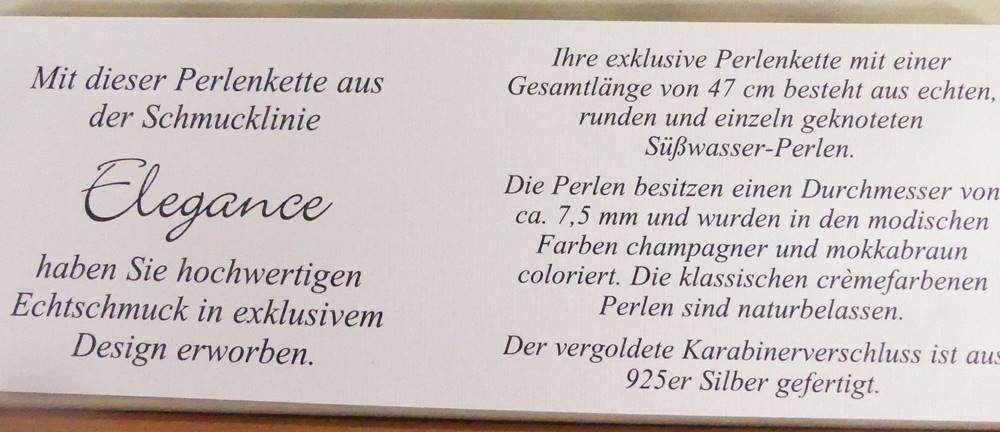 Mit dieser Perlenkette aus
der Schmucklinie
Elegance
haben Sie hochwertigen
Echtschmuck in exklusivem
Design erworben.
Ihre exklusive Perlenkette mit einer
Gesamtlänge von 47 cm besteht aus echten,
runden und einzeln geknoteten
Süßwasser-Perlen.
Die Perlen besitzen einen Durchmesser von
ca. 7,5 mm und wurden in den modischen
Farben champagner und mokkabraun
coloriert. Die klassischen crèmefarbenen
Perlen sind naturbelassen.
Der vergoldete Karabinerverschluss ist aus
925er Silber gefertigt.